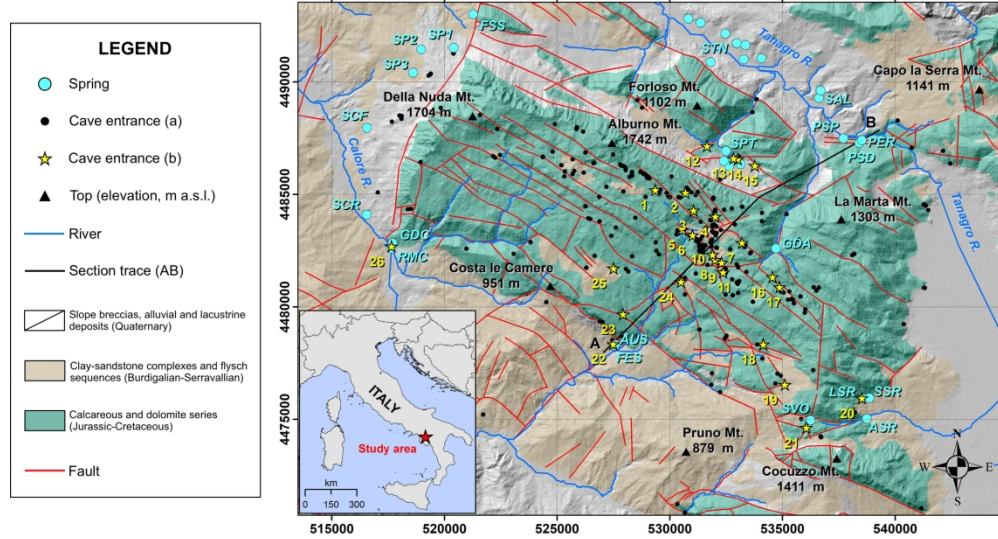 LEGEND
Spring
Cave entrance (a)
Cave entrance (b)
Top (elevation, m a.s.l.)
River
Section trace (AB)
Slope breccias, alluvial and lacustrine
deposits (Quaternary)
Clay-sandstone complexes and flysch
sequences (Burdigalian-Serravallian)
Calcareous and dolomite series
(Jurassic-Cretaceous)
Fault
4490000
4485000
4480000
4475000
FSS
SP1
SP2
SP3
STN
Tanagro R.
Capo la Serra Mt.
1141 m
Della Nuda Mt.
1704 m
Forloso Mt.
1102 m
Alburno Mt.
1742 m
SAL
B
PSP
PER
PSD
SCF
SPT
12
13
14
15
Calore R.
Tanagro R.
La Marta Mt.
1303 m
1
2
3
4
5
6
SCR
GDC
RMC
26
GDA
10
7
8
9
11
Costa le Camere
951 m
25
24
16
17
23
A
AUS
22
FES
18
19
LSR
SSR
20
SVO
ASR
21
Pruno Mt.
879 m
Cocuzzo Mt.
1411 m
N
W
E
S
ITALY
Study area
km
0 150 300
515000
520000
525000
530000
535000
540000